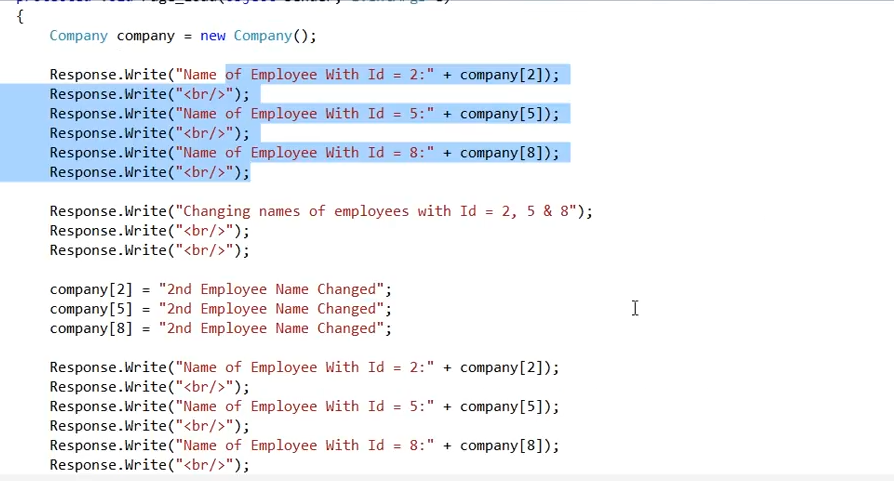 {
Company company = new Company();
Response.Write("Name of Employee With Id = 2:" + company[2]);
Response.Write("<br/>");
Response.Write("Name of Employee With Id = 5:" + company[5]);
Response.Write("<br/>");
Response.Write("Name of Employee With Id = 8:" + company[8]);
Response.Write("<br/>");
Response.Write("Changing names of employees with Id = 2, 5 & 8");
Response.Write("<br/>");
Response.Write("<br/>");
company[2] = "2nd Employee Name Changed";
company[5] = "2nd Employee Name Changed";
company[8] = "2nd Employee Name Changed";
Response.Write("Name of Employee With Id = 2:" + company[2]);
Response.Write("<br/>");
Response.Write("Name of Employee With Id = 5:" + company[5]);
Response.Write("<br/>");
Response.Write("Name of Employee With Id = 8:" + company[8]);
Response.Write("<br/>");